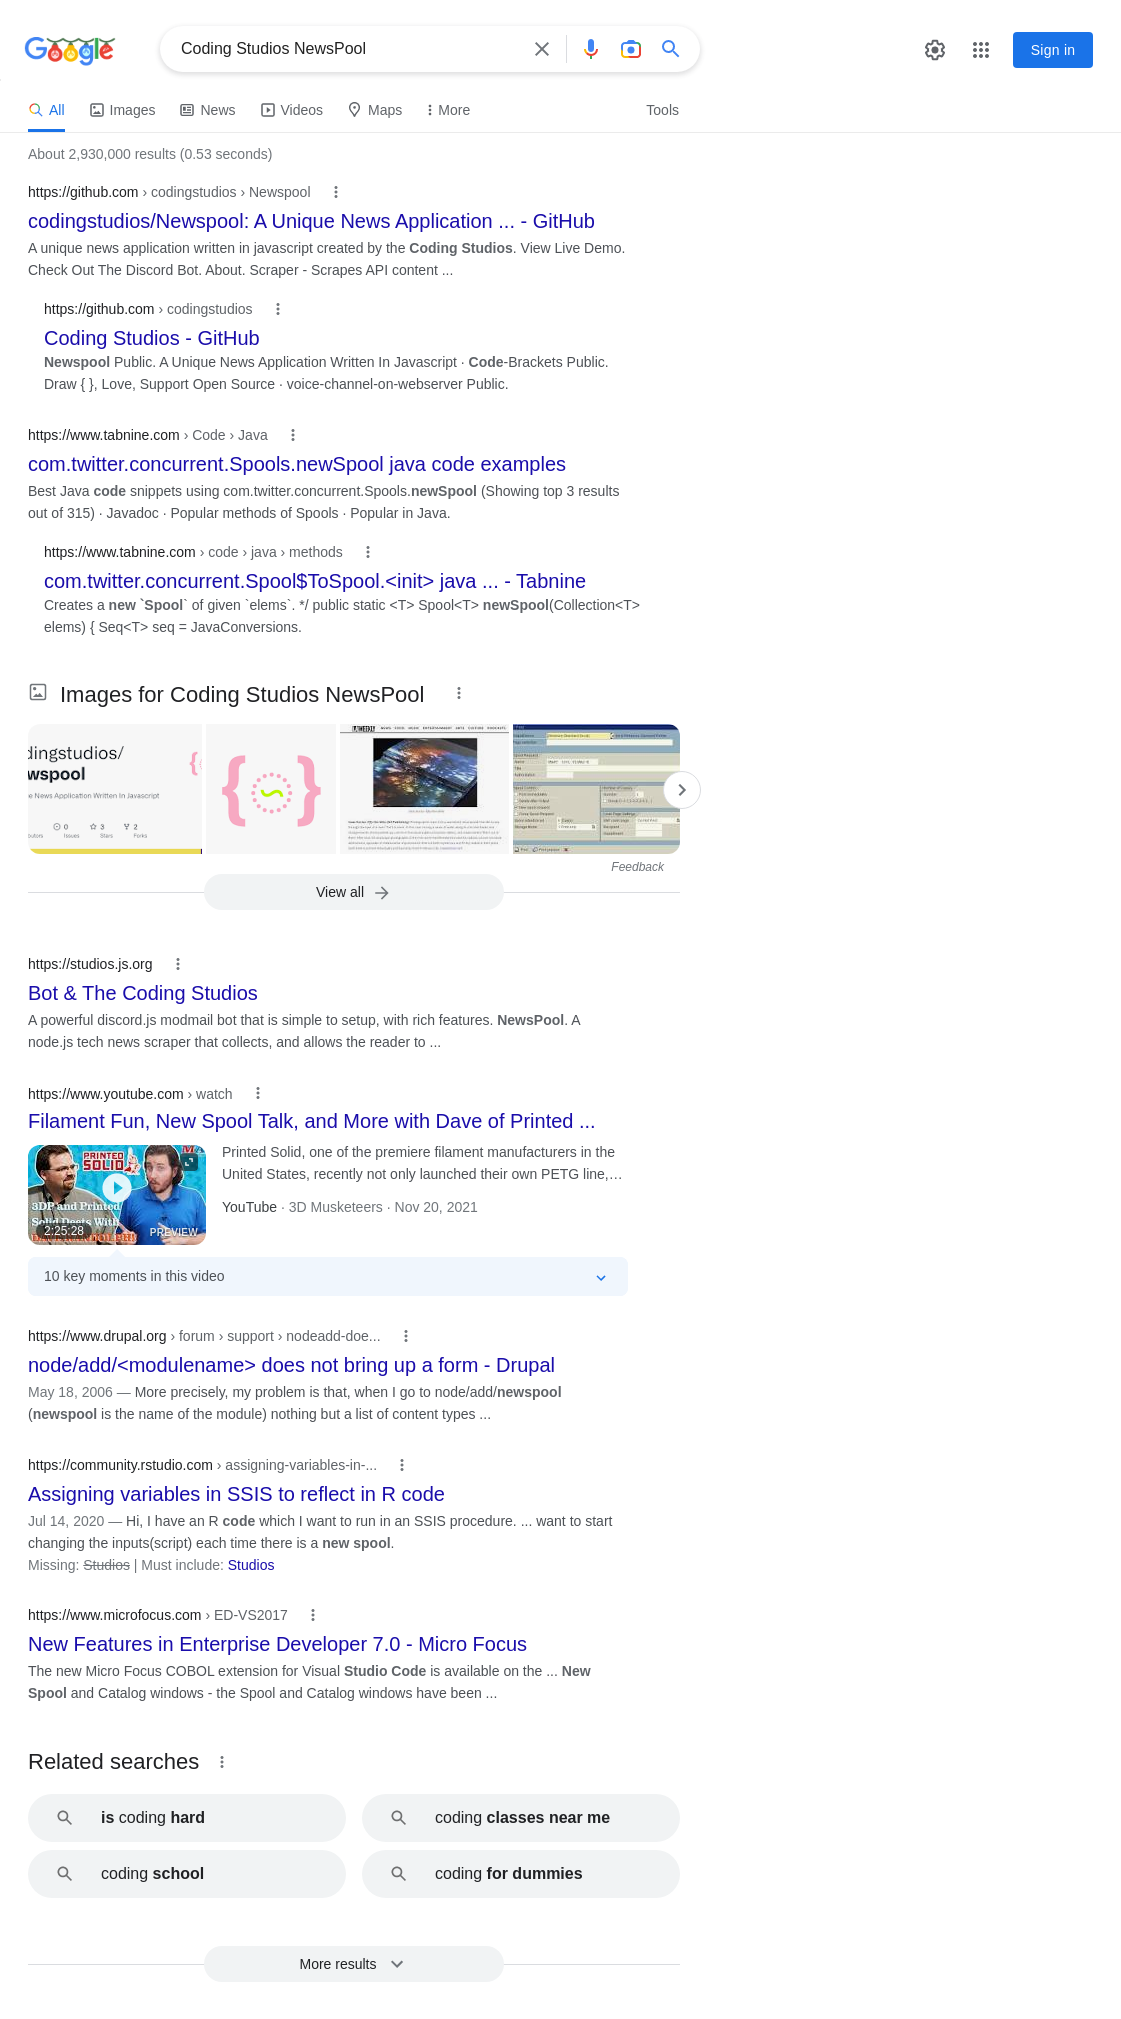 Google
Coding Studios NewsPool
Sign in
All
Images
News
Videos
Maps
More
Tools
About 2,930,000 results (0.53 seconds)
https://github.com › codingstudios › Newspool
codingstudios/Newspool: A Unique News Application ... - GitHub
A unique news application written in javascript created by the Coding Studios. View Live Demo.
Check Out The Discord Bot. About. Scraper - Scrapes API content ...
https://github.com › codingstudios
Coding Studios - GitHub
Newspool Public. A Unique News Application Written In Javascript · Code-Brackets Public.
Draw { }, Love, Support Open Source · voice-channel-on-webserver Public.
https://www.tabnine.com › Code › Java
com.twitter.concurrent.Spools.newSpool java code examples
Best Java code snippets using com.twitter.concurrent.Spools.newSpool (Showing top 3 results
out of 315) · Javadoc · Popular methods of Spools · Popular in Java.
https://www.tabnine.com › code › java › methods
com.twitter.concurrent.Spool$ToSpool.<init> java ... - Tabnine
Creates a new `Spool` of given `elems`. */ public static <T> Spool<T> newSpool(Collection<T>
elems) { Seq<T> seq = JavaConversions.
Images for Coding Studios NewsPool
dingstudios/
wspool
e News Application Written In Javascript
0
3
2
Issues
Stars
Forks
Feedback
View all
https://studios.js.org
Bot & The Coding Studios
A powerful discord.js modmail bot that is simple to setup, with rich features. NewsPool. A
node.js tech news scraper that collects, and allows the reader to ...
https://www.youtube.com › watch
Filament Fun, New Spool Talk, and More with Dave of Printed ...
PRINTED
SOLID
3DP and Printed
Solid Deets With
2:25:28
PREVIEW
Printed Solid, one of the premiere filament manufacturers in the
United States, recently not only launched their own PETG line,…
YouTube · 3D Musketeers · Nov 20, 2021
10 key moments in this video
https://www.drupal.org › forum › support › nodeadd-doe...
node/add/<modulename> does not bring up a form - Drupal
May 18, 2006 — More precisely, my problem is that, when I go to node/add/newspool
(newspool is the name of the module) nothing but a list of content types ...
https://community.rstudio.com › assigning-variables-in-...
Assigning variables in SSIS to reflect in R code
Jul 14, 2020 — Hi, I have an R code which I want to run in an SSIS procedure. ... want to start
changing the inputs(script) each time there is a new spool.
Missing: Studios | Must include: Studios
https://www.microfocus.com › ED-VS2017
New Features in Enterprise Developer 7.0 - Micro Focus
The new Micro Focus COBOL extension for Visual Studio Code is available on the ... New
Spool and Catalog windows - the Spool and Catalog windows have been ...
Related searches
is coding hard
coding classes near me
coding school
coding for dummies
More results